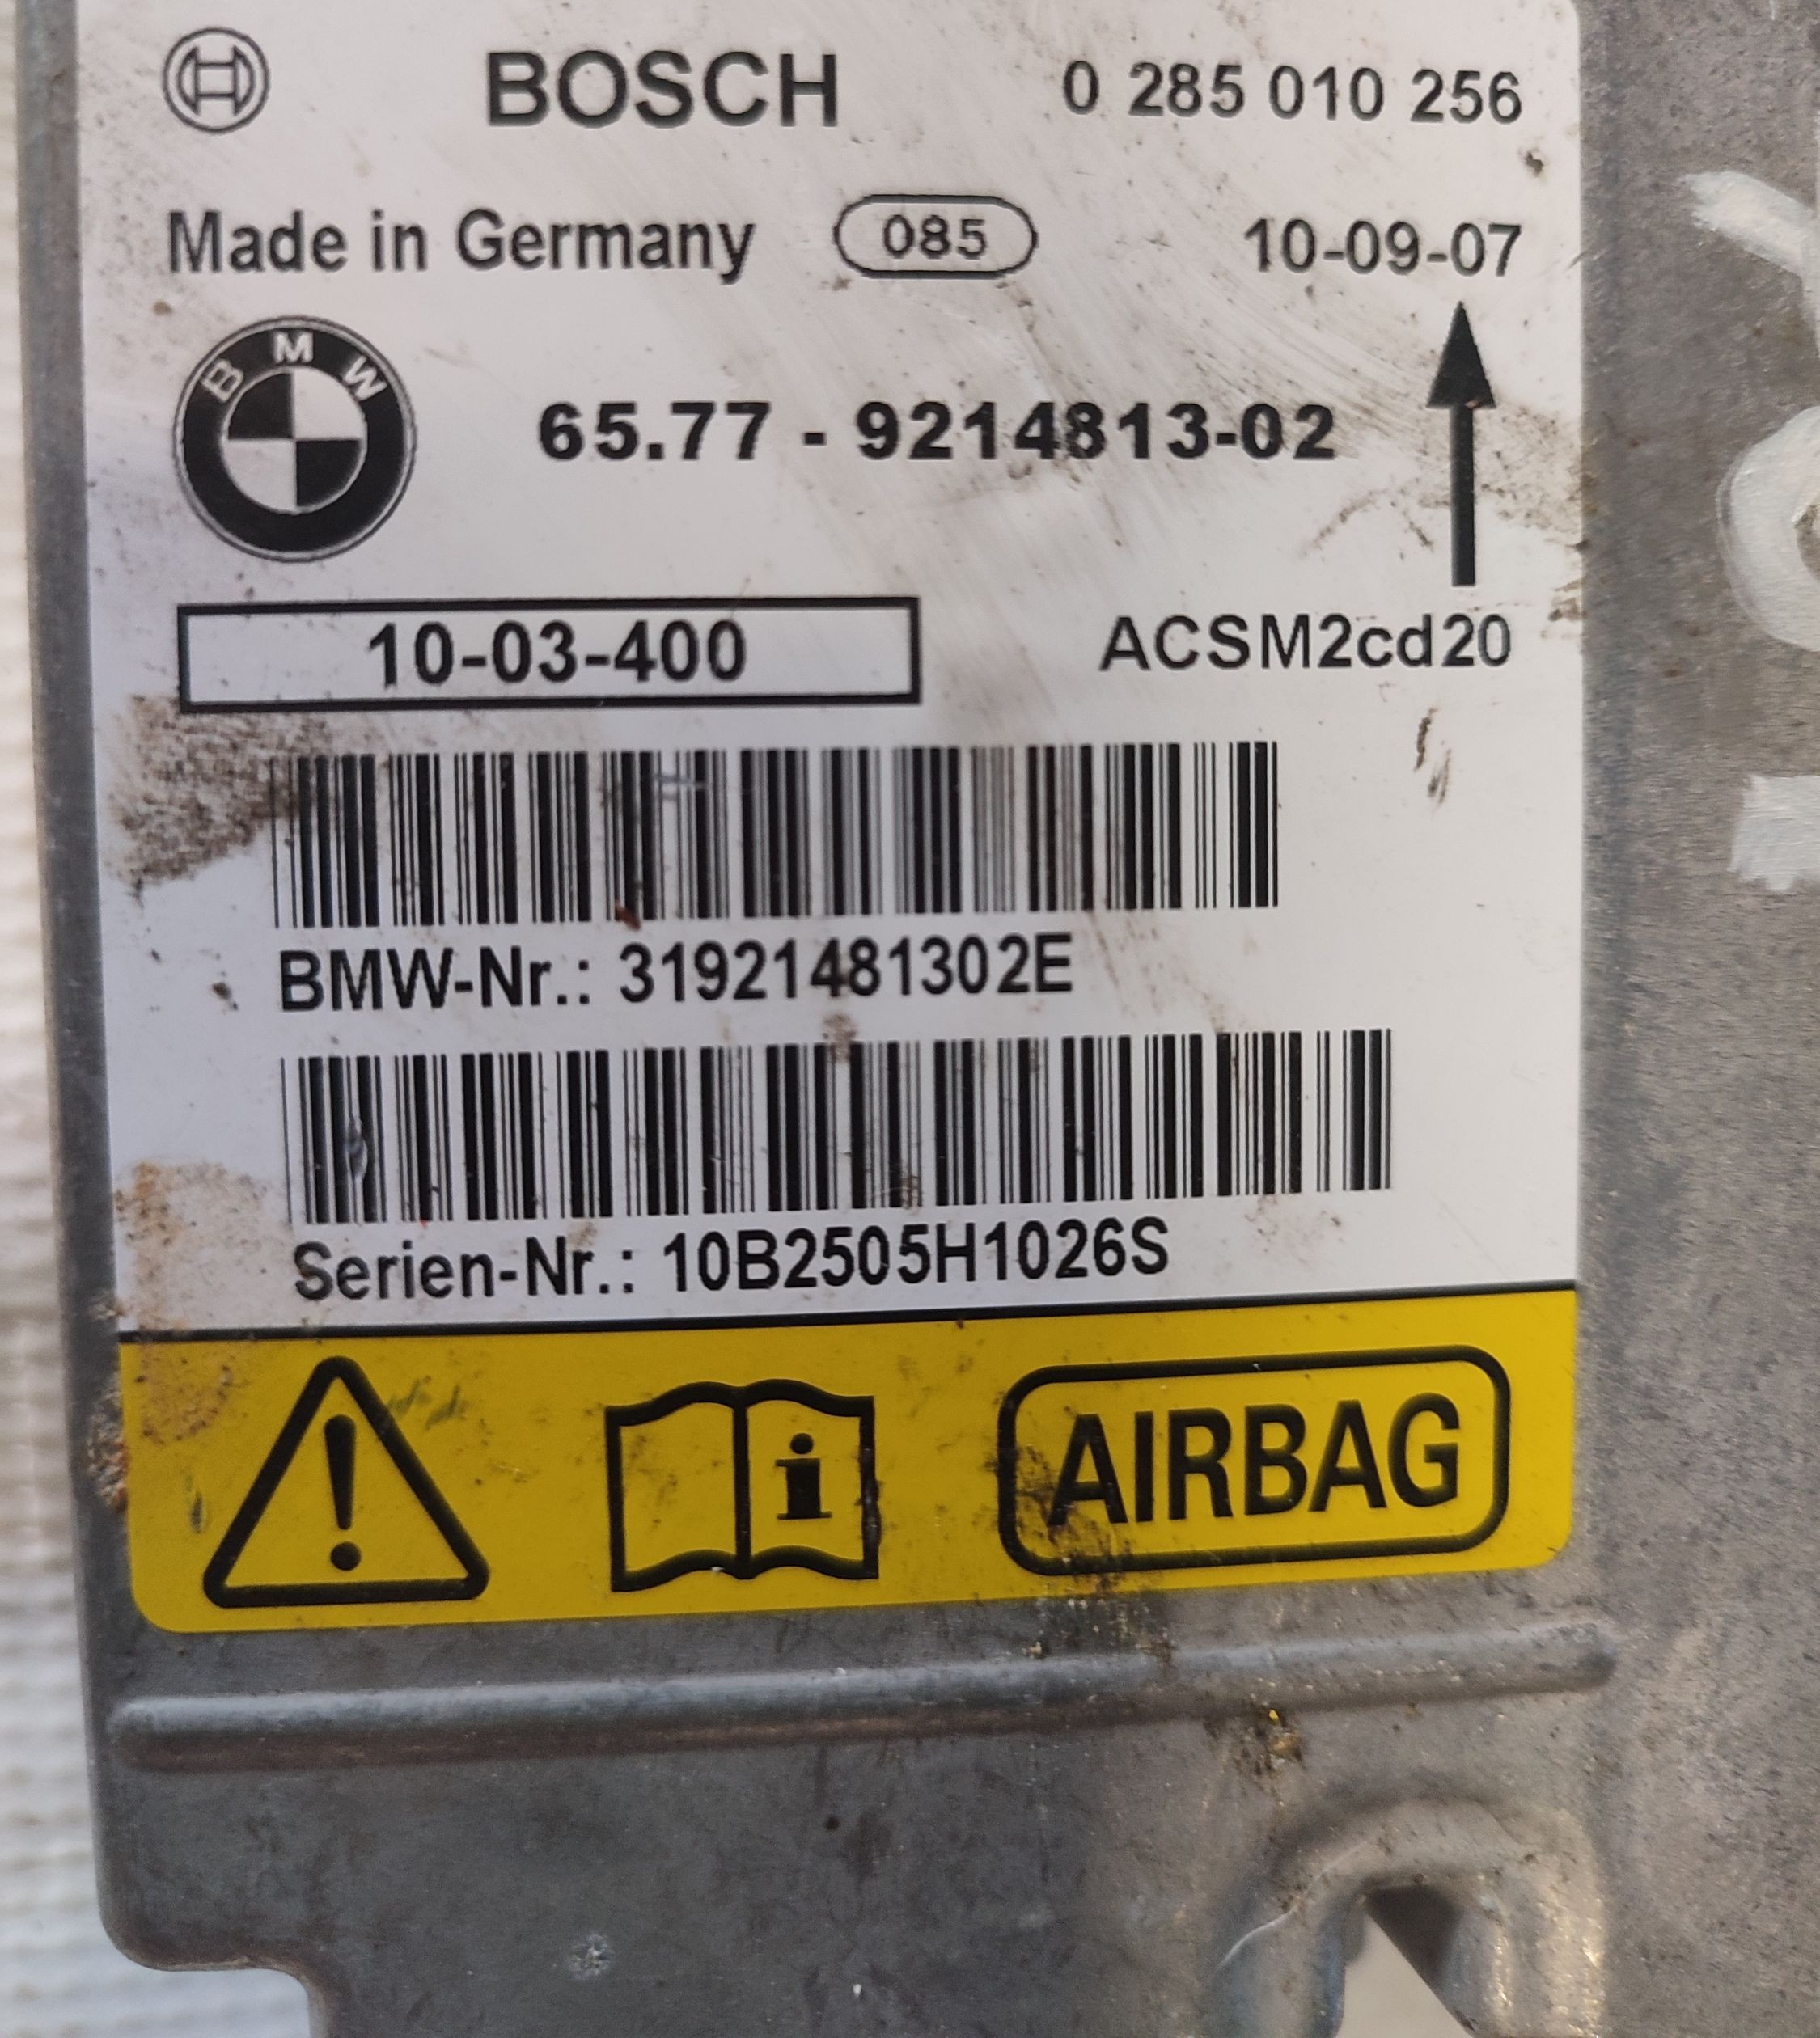 BOSCH 0 285 010 256
Made in Germany 085 10-09-07
BMW
65.77 - 9214813-02
10-03-400 ACSM2cd20
BMW-Nr.: 31921481302E
Serien-Nr.: 10B2505H1026S
! i AIRBAG